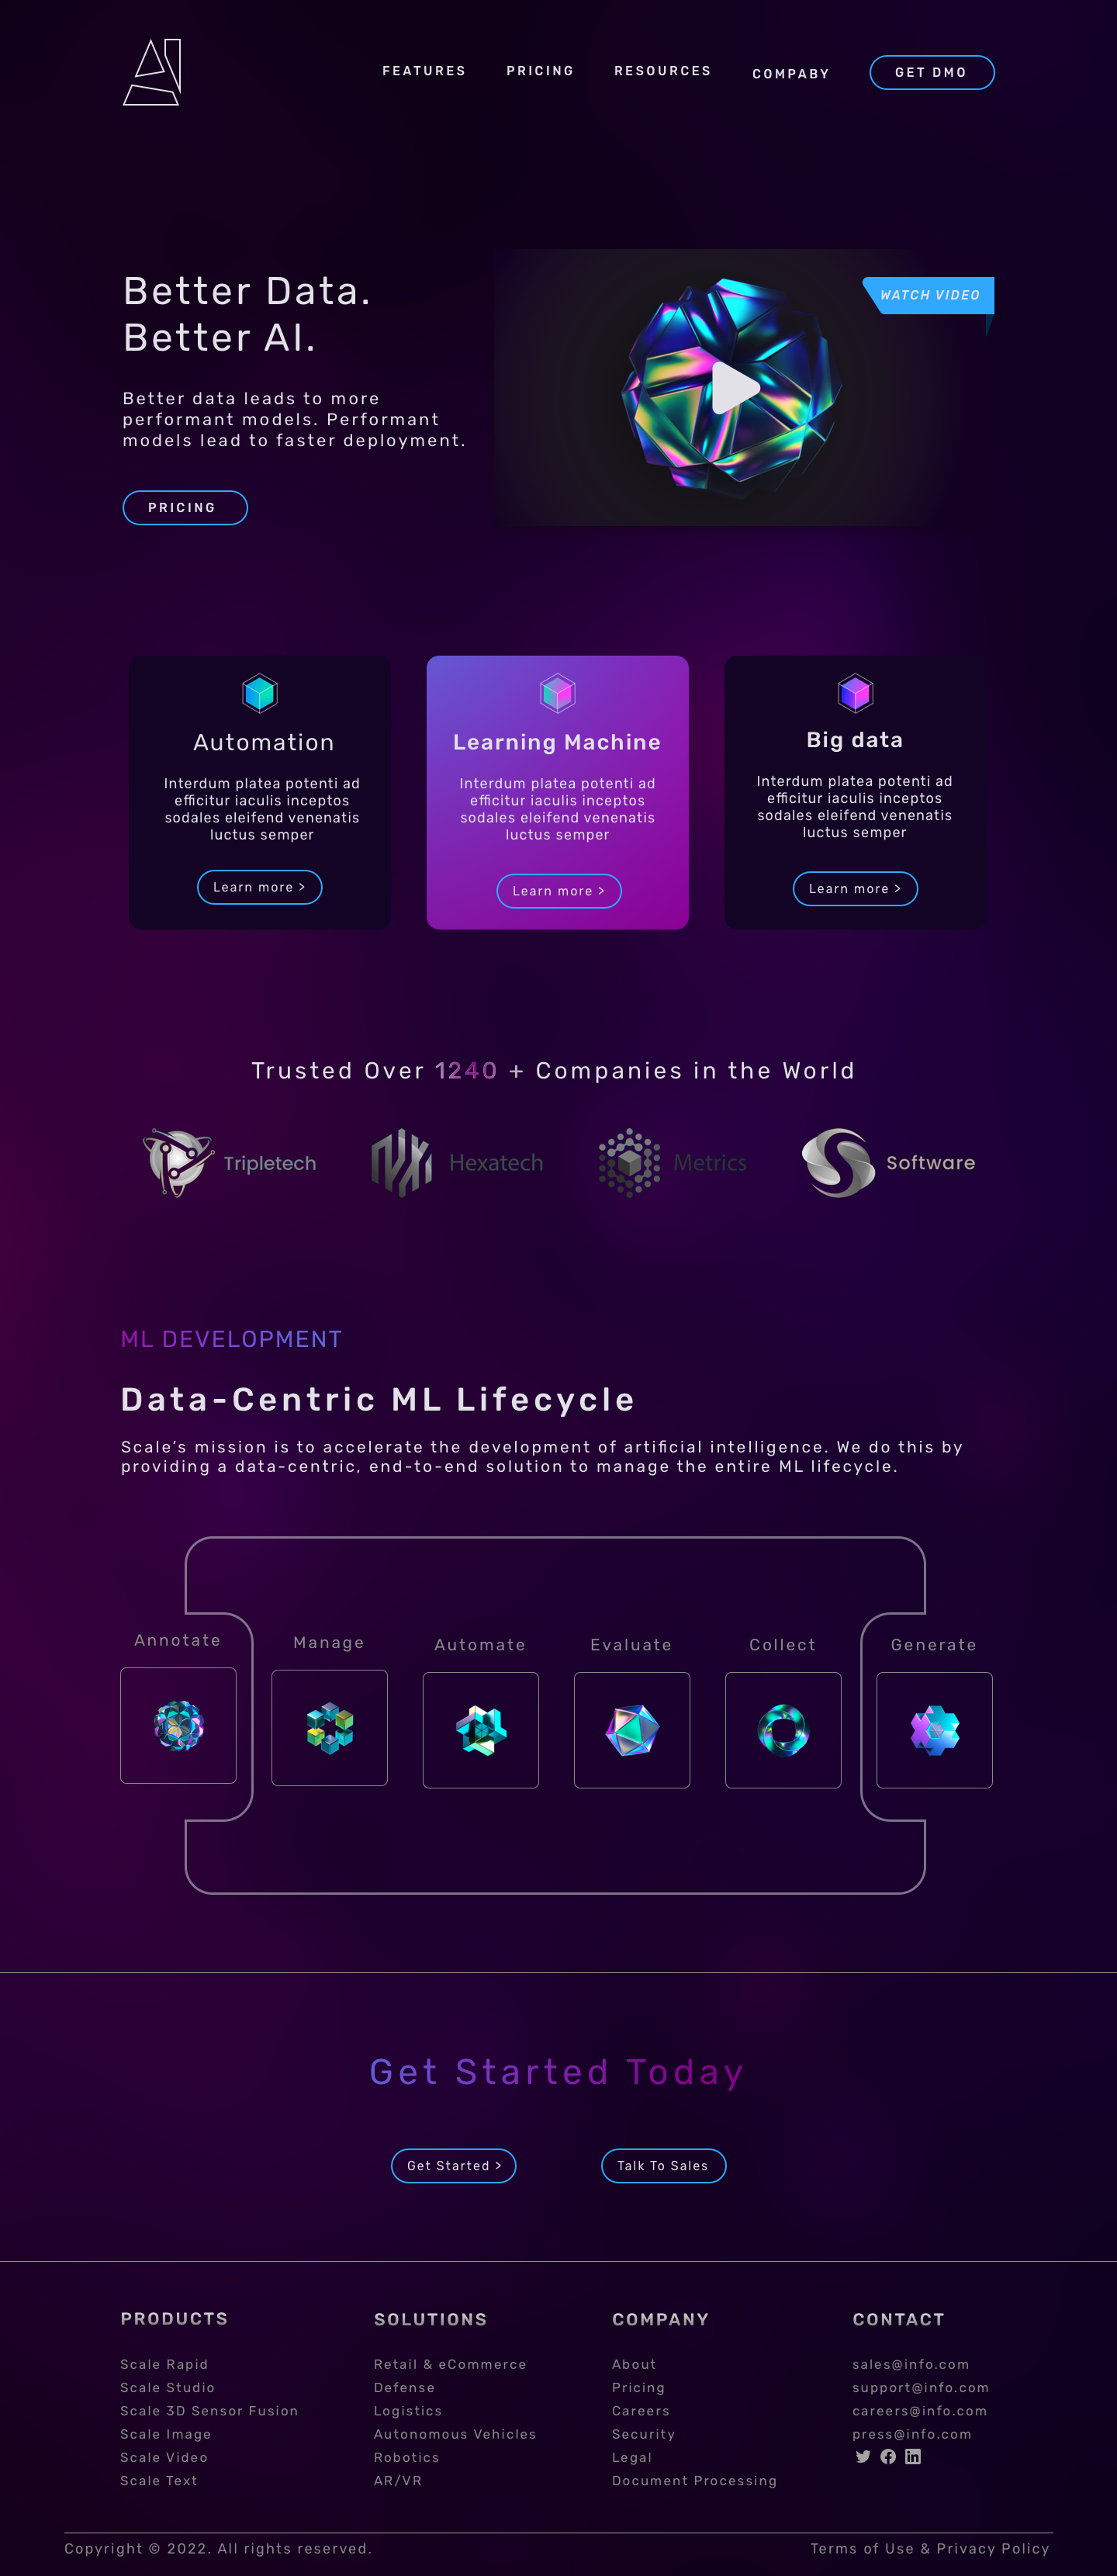 AI
FEATURES
PRICING
RESOURCES
COMPABY
GET DMO
Better Data.
Better AI.
Better data leads to more
performant models. Performant
models lead to faster deployment.
PRICING
WATCH VIDEO
Automation
Interdum platea potenti ad
efficitur iaculis inceptos
sodales eleifend venenatis
luctus semper
Learn more >
Learning Machine
Interdum platea potenti ad
efficitur iaculis inceptos
sodales eleifend venenatis
luctus semper
Learn more >
Big data
Interdum platea potenti ad
efficitur iaculis inceptos
sodales eleifend venenatis
luctus semper
Learn more >
Trusted Over 1240 + Companies in the World
Tripletech
Hexatech
Metrics
Software
ML DEVELOPMENT
Data-Centric ML Lifecycle
Scale’s mission is to accelerate the development of artificial intelligence. We do this by
providing a data-centric, end-to-end solution to manage the entire ML lifecycle.
Annotate
Manage
Automate
Evaluate
Collect
Generate
Get Started Today
Get Started >
Talk To Sales
PRODUCTS
Scale Rapid
Scale Studio
Scale 3D Sensor Fusion
Scale Image
Scale Video
Scale Text
SOLUTIONS
Retail & eCommerce
Defense
Logistics
Autonomous Vehicles
Robotics
AR/VR
COMPANY
About
Pricing
Careers
Security
Legal
Document Processing
CONTACT
sales@info.com
support@info.com
careers@info.com
press@info.com
Copyright © 2022. All rights reserved.
Terms of Use & Privacy Policy